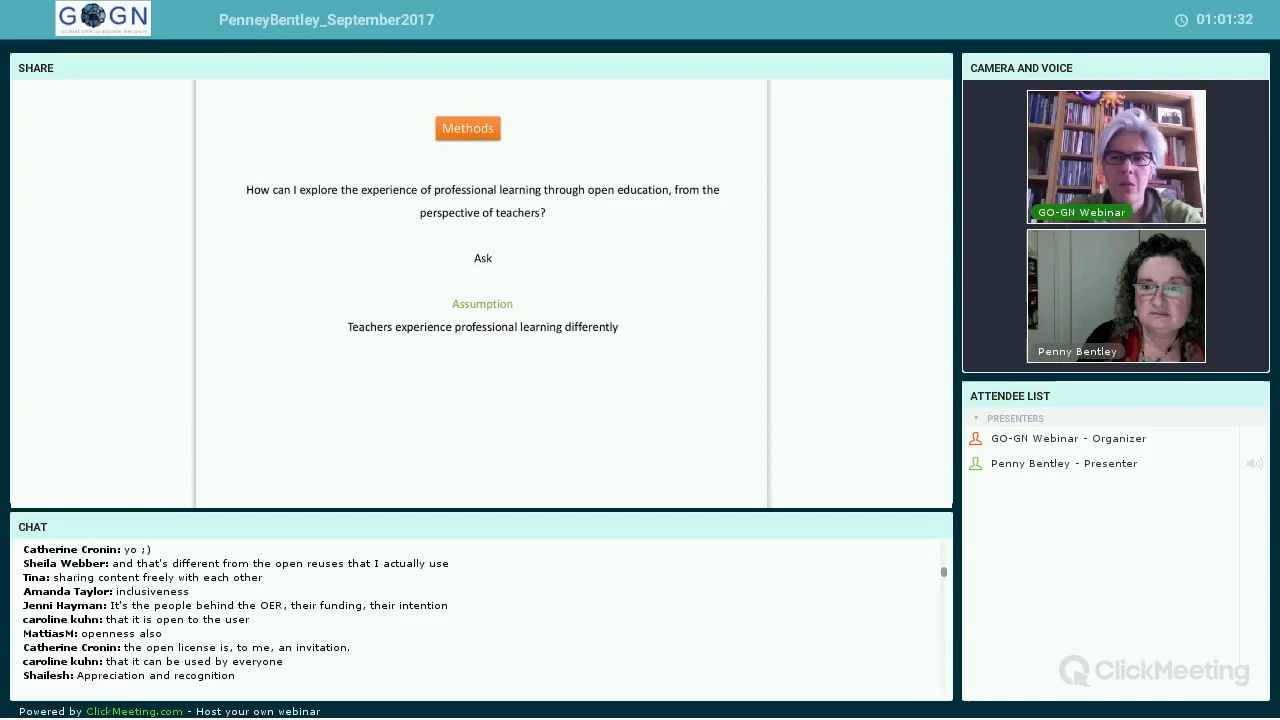 GOGN
Global OER Graduate Network
PenneyBentley_September2017
01:01:32
SHARE
Methods
How can I explore the experience of professional learning through open education, from the
perspective of teachers?
Ask
Assumption
Teachers experience professional learning differently
CAMERA AND VOICE
GO-GN Webinar
Penny Bentley
ATTENDEE LIST
PRESENTERS
GO-GN Webinar - Organizer
Penny Bentley - Presenter
CHAT
Catherine Cronin: yo ;)
Sheila Webber: and that's different from the open reuses that I actually use
Tina: sharing content freely with each other
Amanda Taylor: inclusiveness
Jenni Hayman: It's the people behind the OER, their funding, their intention
caroline kuhn: that it is open to the user
MattiasM: openness also
Catherine Cronin: the open license is, to me, an invitation.
caroline kuhn: that it can be used by everyone
Shailesh: Appreciation and recognition
ClickMeeting
Powered by ClickMeeting.com - Host your own webinar